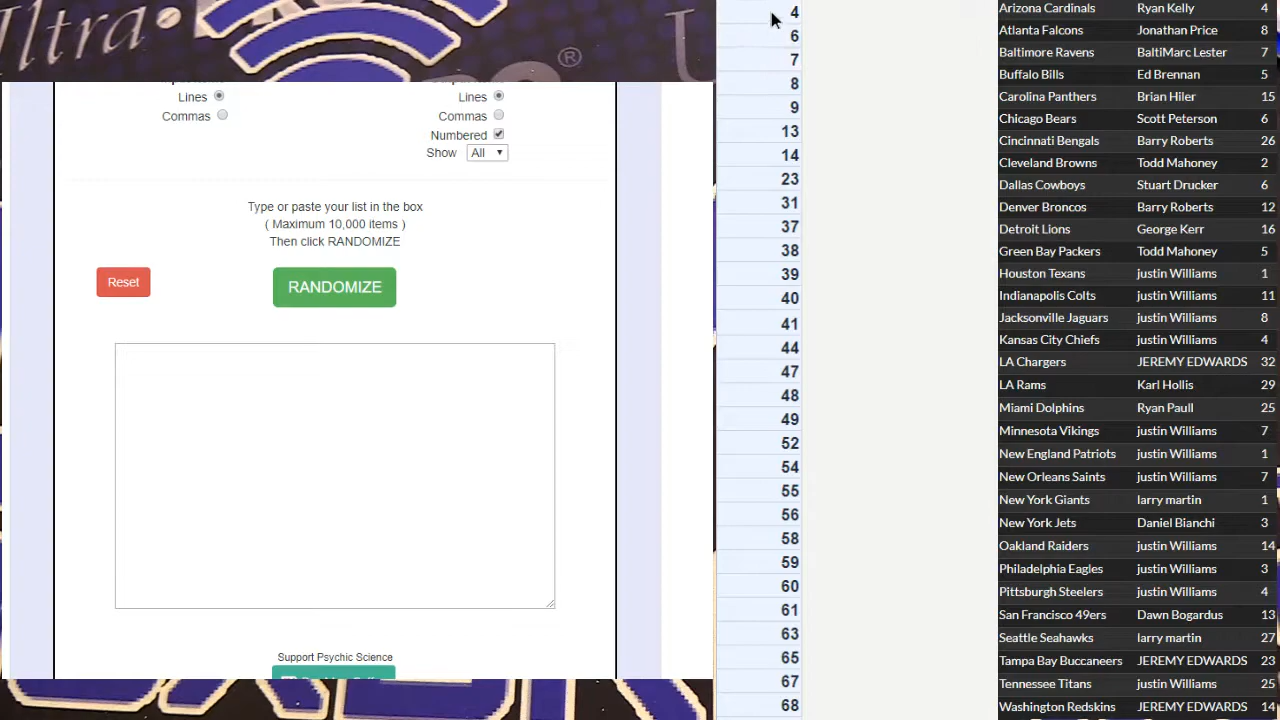 ltra
®
Lines
Lines
Commas
Commas
Numbered
Show All
Type or paste your list in the box
( Maximum 10,000 items )
Then click RANDOMIZE
Reset
RANDOMIZE
Support Psychic Science
4
6
7
8
9
13
14
23
31
37
38
39
40
41
44
47
48
49
52
54
55
56
58
59
60
61
63
65
67
68
Arizona Cardinals Ryan Kelly 4
Atlanta Falcons Jonathan Price 8
Baltimore Ravens BaltiMarc Lester 7
Buffalo Bills Ed Brennan 5
Carolina Panthers Brian Hier 15
Chicago Bears Scott Peterson 6
Cincinnati Bengals Barry Roberts 26
Cleveland Browns Todd Mahoney 2
Dallas Cowboys Stuart Drucker 6
Denver Broncos Barry Roberts 12
Detroit Lions George Kerr 16
Green Bay Packers Todd Mahoney 5
Houston Texans justin Williams 1
Indianapolis Colts justin Williams 11
Jacksonville Jaguars justin Williams 8
Kansas City Chiefs justin Williams 4
LA Chargers JEREMY EDWARDS 32
LA Rams Karl Hollis 29
Miami Dolphins Ryan Paull 25
Minnesota Vikings justin Williams 7
New England Patriots justin Williams 1
New Orleans Saints justin Williams 7
New York Giants larry martin 1
New York Jets Daniel Bianchi 3
Oakland Raiders justin Williams 14
Philadelphia Eagles justin Williams 3
Pittsburgh Steelers justin Williams 4
San Francisco 49ers Dawn Bogardus 13
Seattle Seahawks larry martin 27
Tampa Bay Buccaneers JEREMY EDWARDS 23
Tennessee Titans justin Williams 25
Washington Redskins JEREMY EDWARDS 14